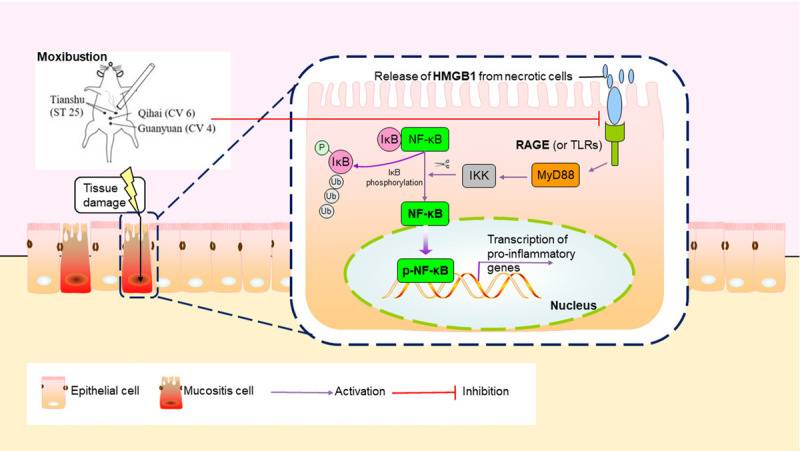 Moxibustion
Tianshu
(ST 25)
Qihai (CV 6)
Guanyuan (CV 4)
Tissue
damage
Release of HMGB1 from necrotic cells
RAGE (or TLRs)
IκB
NF-κB
P
IκB
Ub
Ub
Ub
IκB
phosphorylation
IKK
MyD88
NF-κB
p-NF-κB
Transcription of
pro-inflammatory
genes
Nucleus
Epithelial cell
Mucositis cell
Activation
Inhibition